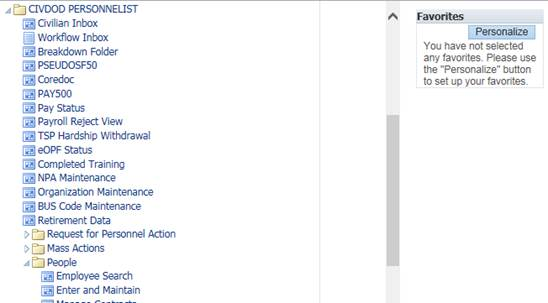 CIVDOD PERSONNELIST
Civilian Inbox
Workflow Inbox
Breakdown Folder
PSEUDOSF50
Coredoc
PAY500
Pay Status
Payroll Reject View
TSP Hardship Withdrawal
eOPF Status
Completed Training
NPA Maintenance
Organization Maintenance
BUS Code Maintenance
Retirement Data
Request for Personnel Action
Mass Actions
People
Employee Search
Enter and Maintain
Manage Contracts
Favorites
Personalize
You have not selected
any favorites. Please use
the "Personalize" button
to set up your favorites.